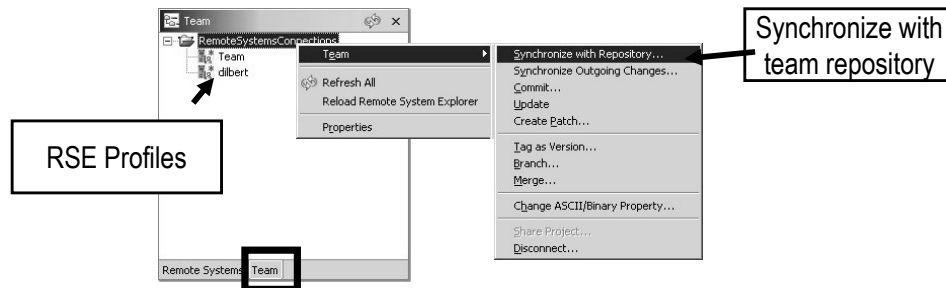 Team
RemoteSystemsConnections
Team
dilbert
RSE Profiles
Remote Systems
Team
Team
Refresh All
Reload Remote System Explorer
Properties
Synchronize with Repository...
Synchronize Outgoing Changes...
Commit...
Update
Create Patch...
Tag as Version...
Branch...
Merge...
Change ASCII/Binary Property...
Share Project...
Disconnect...
Synchronize with
team repository